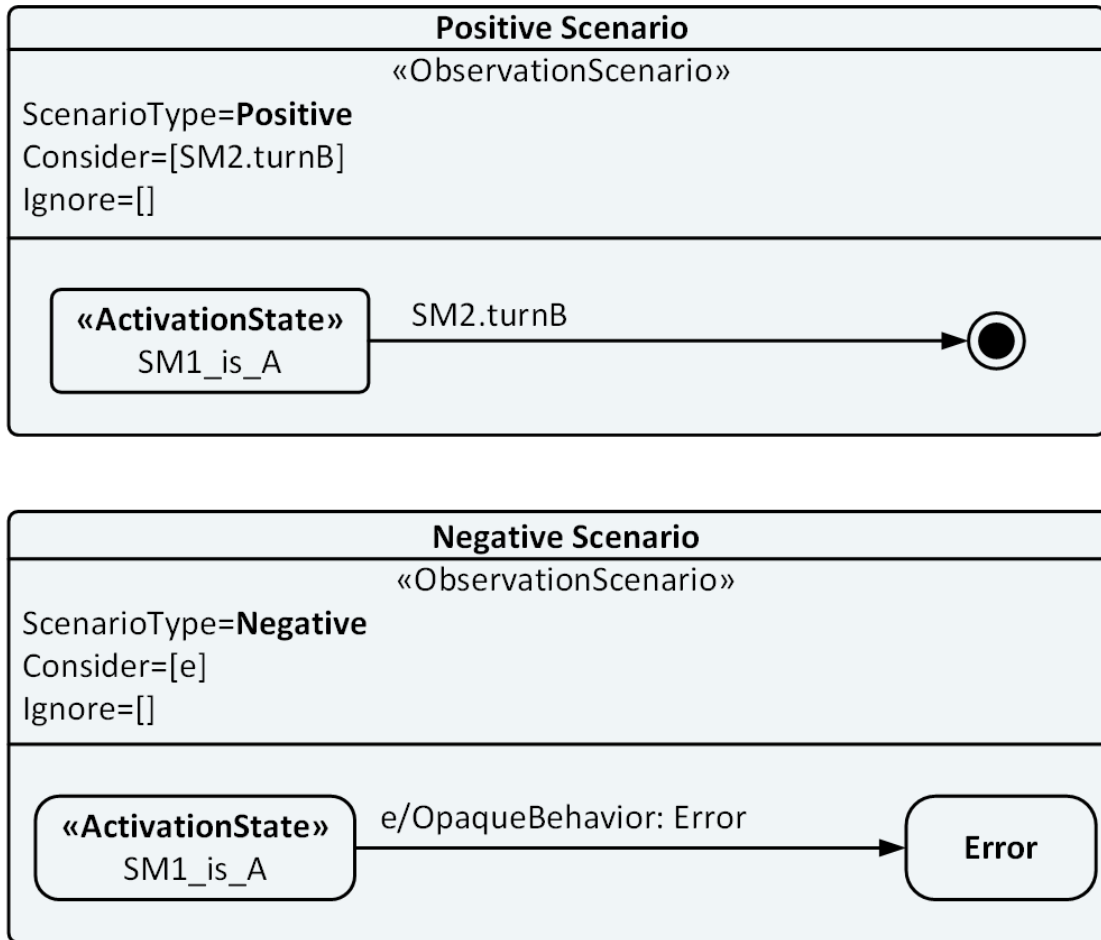 Positive Scenario
«ObservationScenario»
ScenarioType=Positive
Consider=[SM2.turnB]
Ignore=[]
«ActivationState»
SM1_is_A
SM2.turnB
Negative Scenario
«ObservationScenario»
ScenarioType=Negative
Consider=[e]
Ignore=[]
«ActivationState»
SM1_is_A
e/OpaqueBehavior: Error
Error